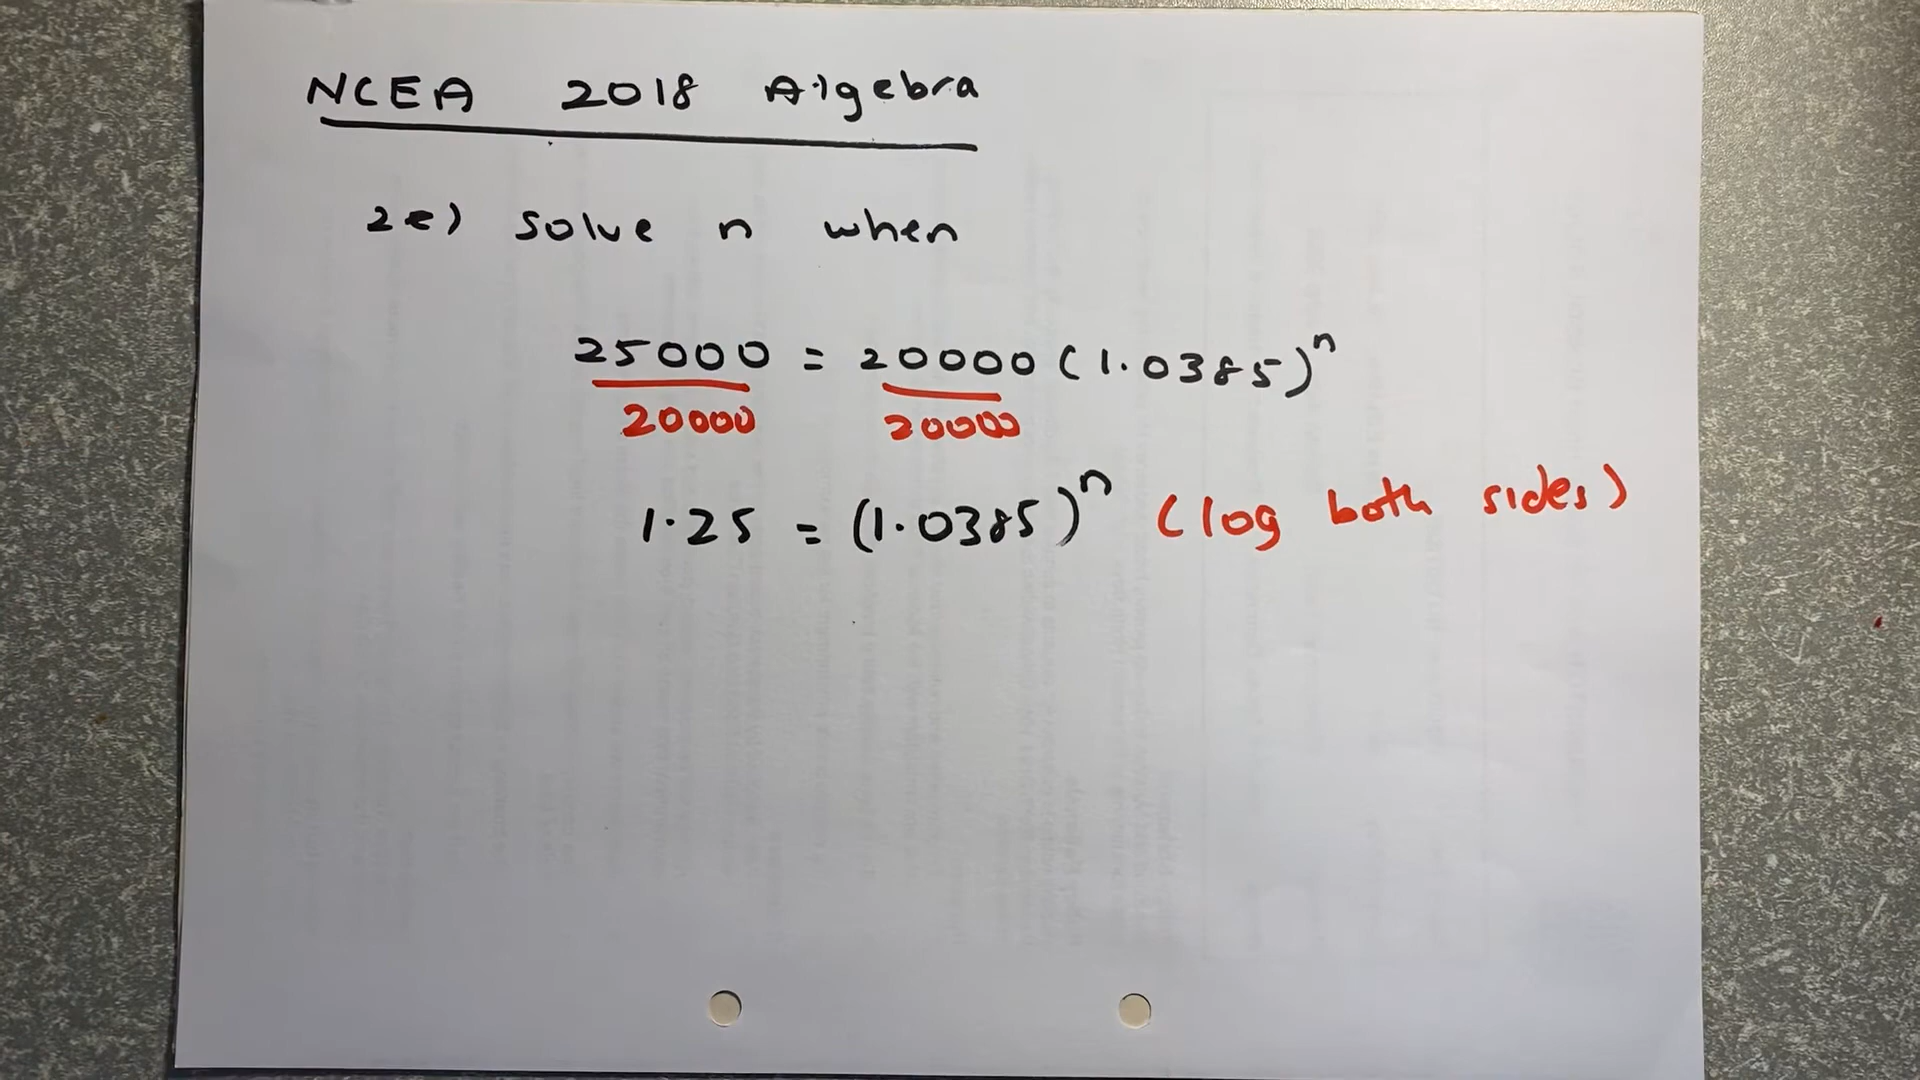 NCEA 2018 Algebra
2e) solve n when
25000 = 20000 (1.0385)ⁿ
20000 20000
1.25 = (1.0385)ⁿ (log both sides)